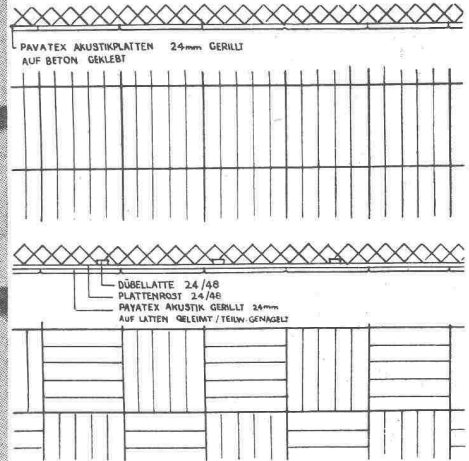 PAVATEX AKUSTIKPLATTEN 24mm GERILLT
AUF BETON GEKLEBT
DÜBELLATTE 24/48
PLATTENROST 24/48
PAVATEX AKUSTIK GERILLT 24mm
AUF LATTEN GELEIMT / TEILW. GENAGELT